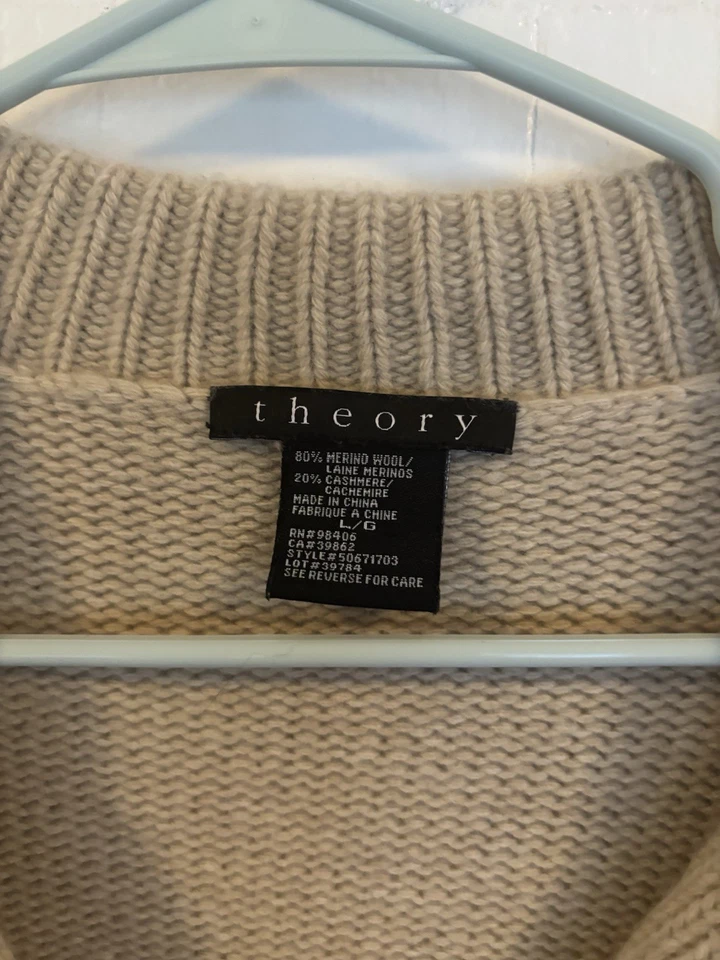 theory
80% MERINO WOOL/
LAINE MERINOS
20% CASHMERE/
CACHEMIRE
MADE IN CHINA
FABRIQUE A CHINE
L/G
RN#98406
CA#39862
STYLE#50671703
LOT#39784
SEE REVERSE FOR CARE